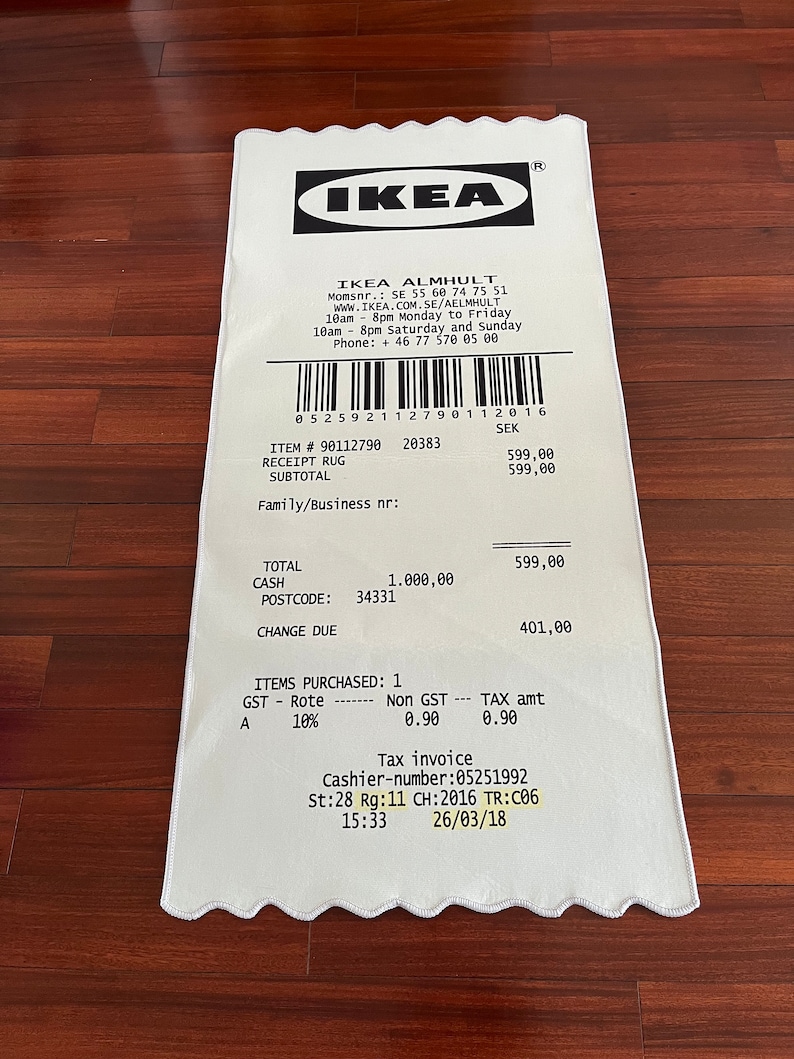 IKEA®
IKEA ALMHULT
Momsnr.: SE 55 60 74 75 51
WWW.IKEA.COM.SE/AELMHULT
10am - 8pm Monday to Friday
10am - 8pm Saturday and Sunday
Phone: + 46 77 570 05 00
052592112790112016
SEK
ITEM # 90112790 20383
RECEIPT RUG 599,00
SUBTOTAL 599,00
Family/Business nr:
TOTAL 599,00
CASH 1.000,00
POSTCODE: 34331
CHANGE DUE 401,00
ITEMS PURCHASED: 1
GST - Rote ------- Non GST --- TAX amt
A 10% 0.90 0.90
Tax invoice
Cashier-number:05251992
St:28 Rg:11 CH:2016 TR:C06
15:33 26/03/18